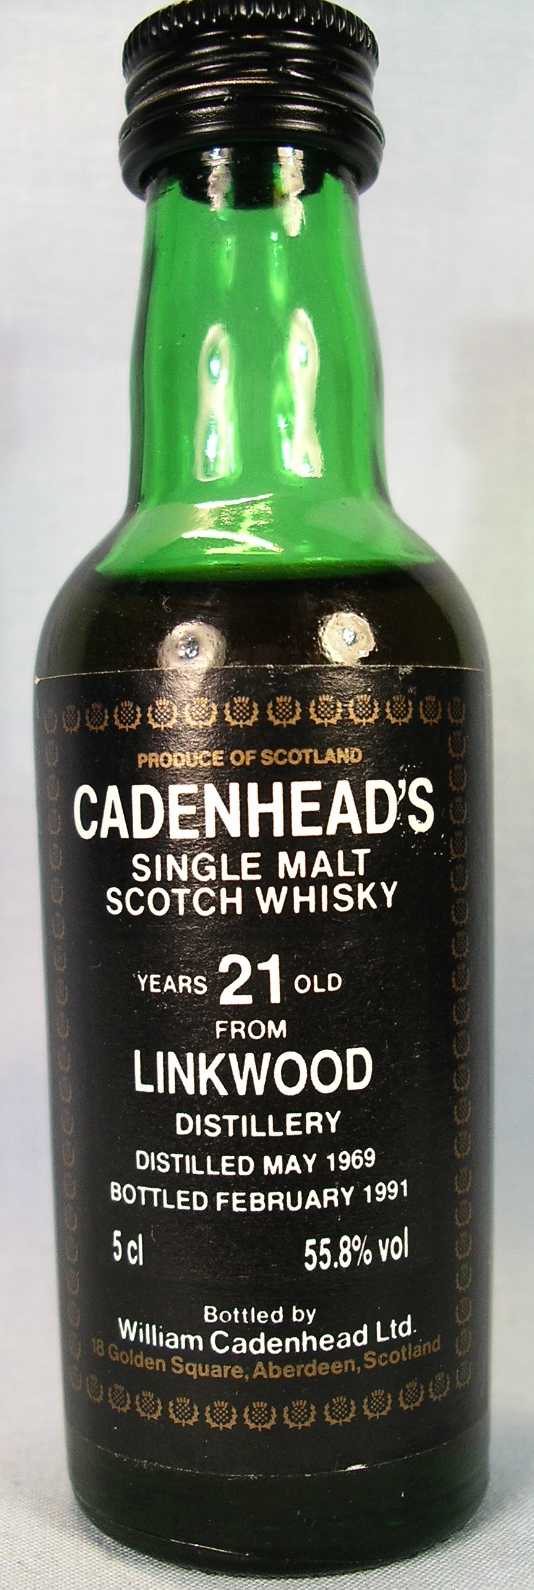 PRODUCE OF SCOTLAND
CADENHEAD'S
SINGLE MALT
SCOTCH WHISKY
YEARS 21 OLD
FROM
LINKWOOD
DISTILLERY
DISTILLED MAY 1969
BOTTLED FEBRUARY 1991
5 cl 55.8% vol
Bottled by
William Cadenhead Ltd.
18 Golden Square, Aberdeen, Scotland